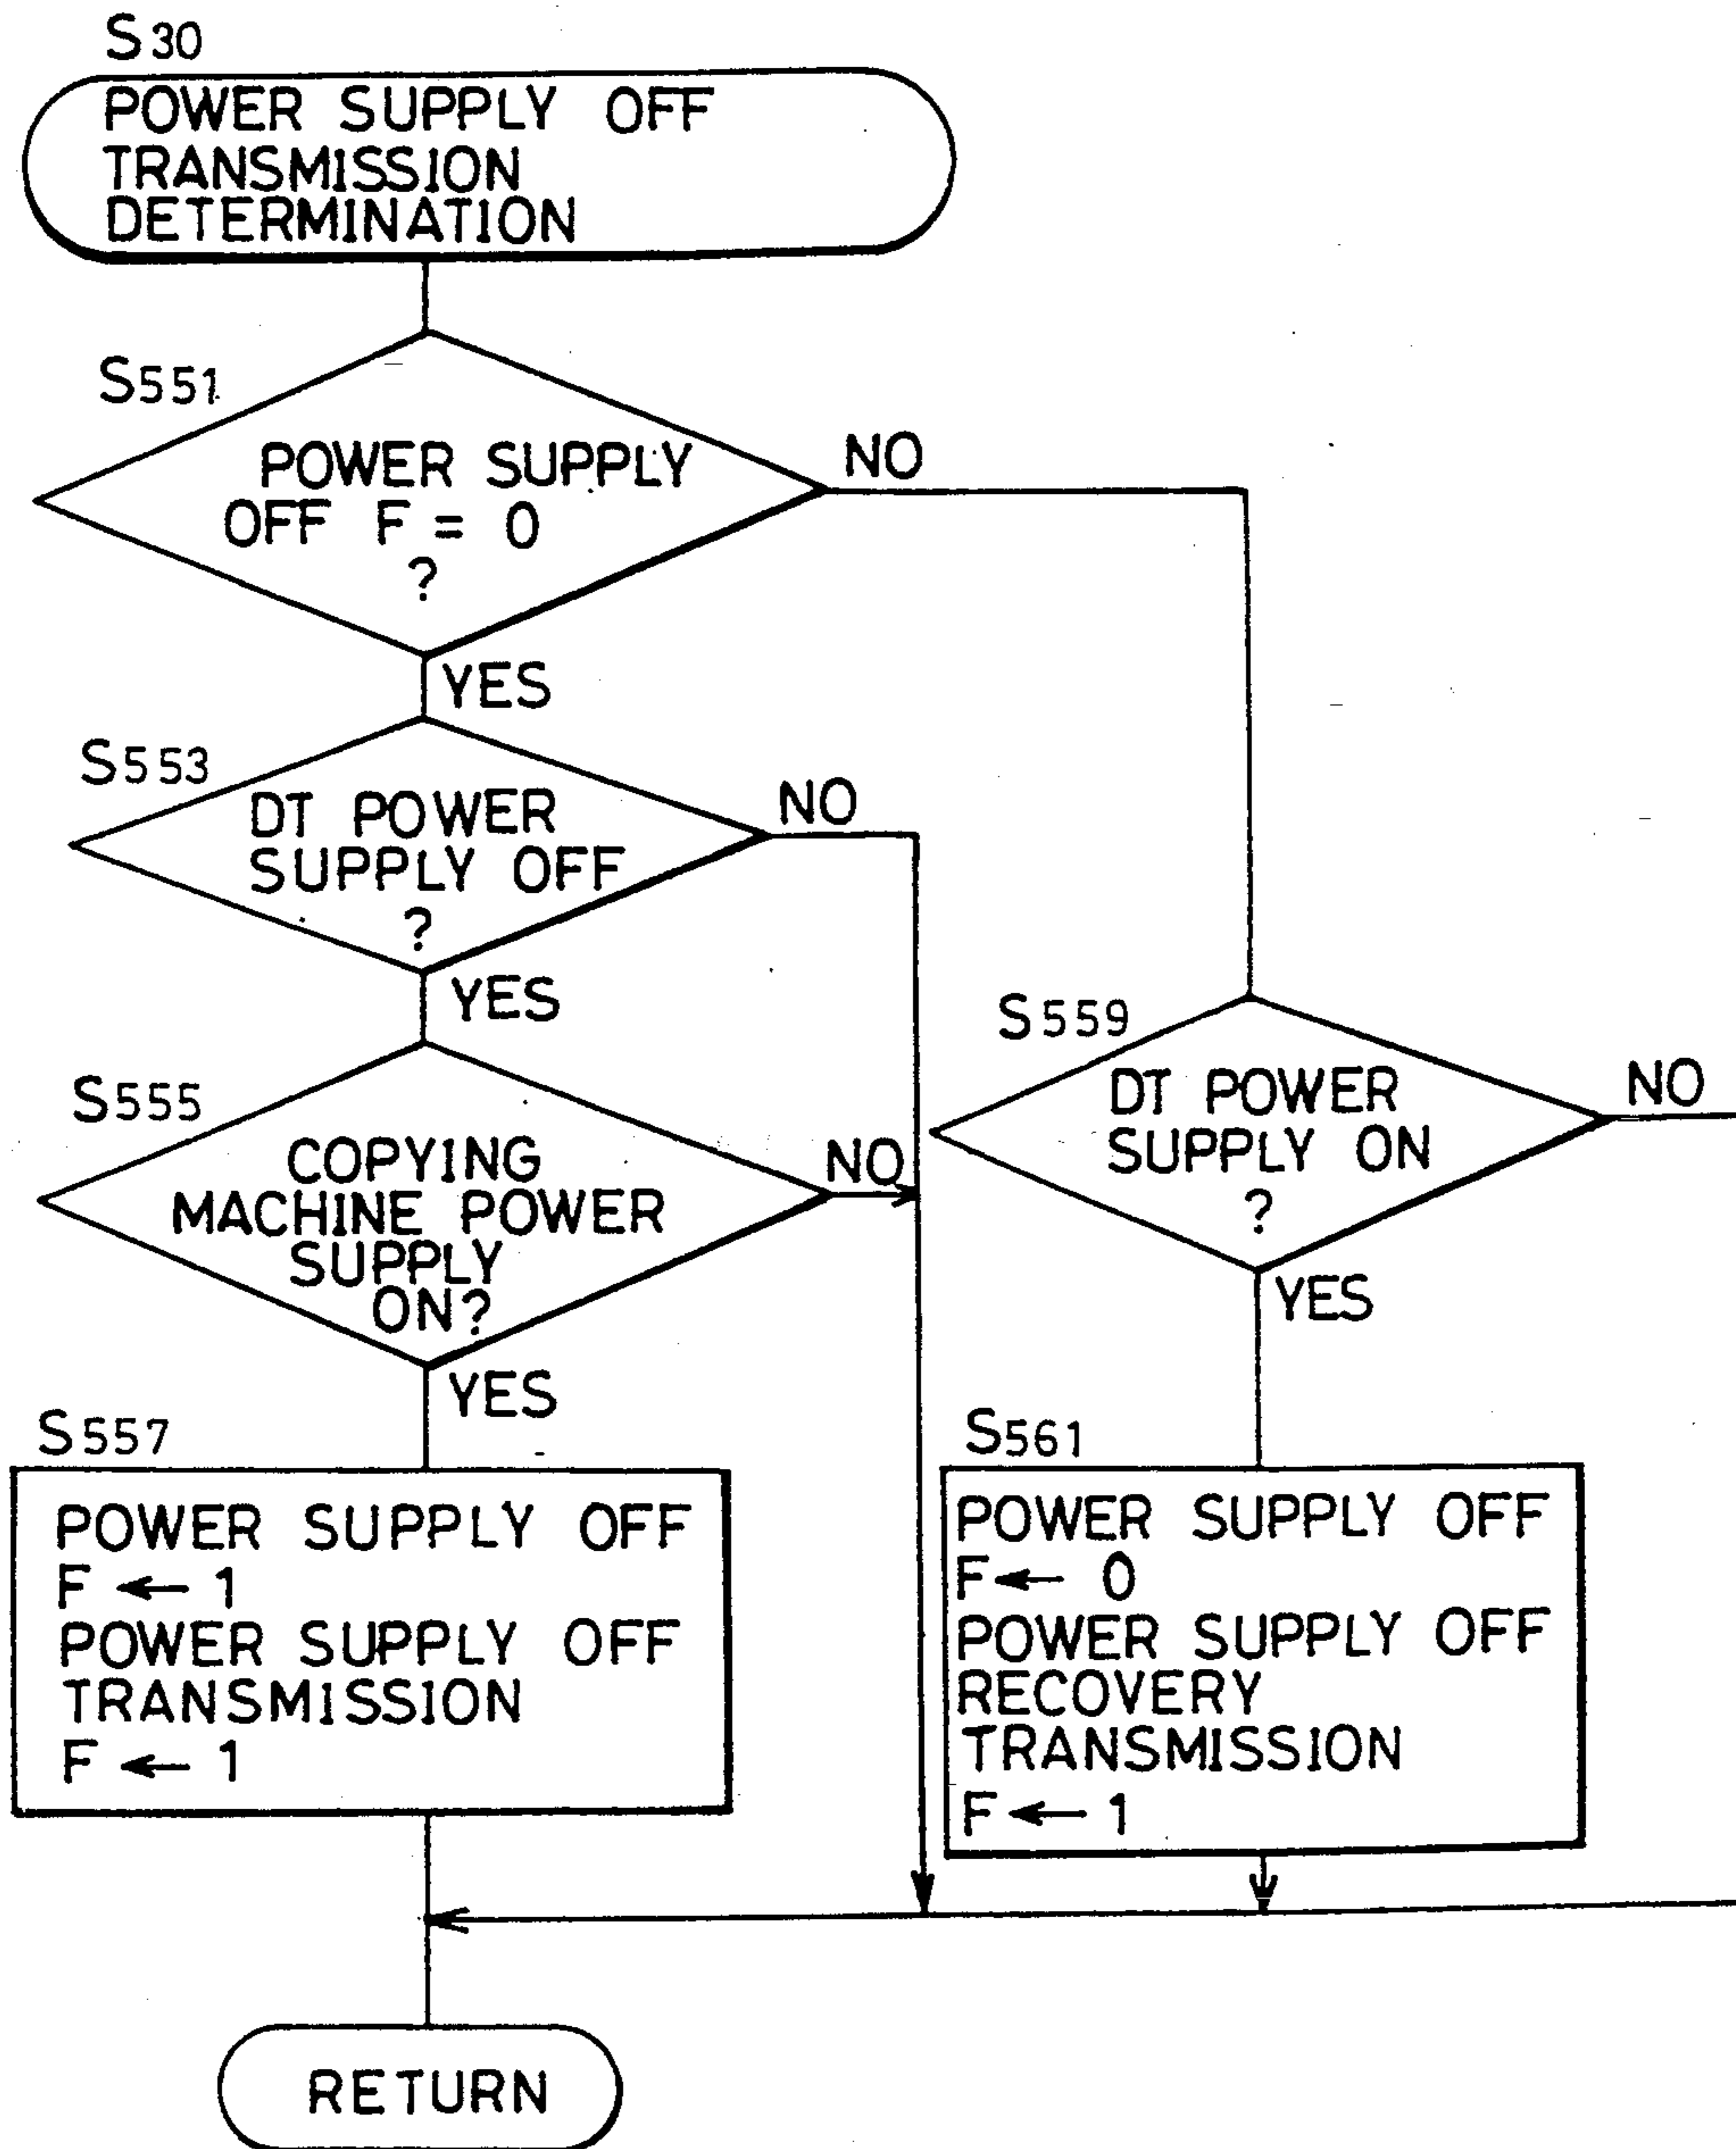 S30
POWER SUPPLY OFF
TRANSMISSION
DETERMINATION
S551
POWER SUPPLY
OFF F = 0
?
NO
YES
S553
DT POWER
SUPPLY OFF
?
NO
YES
S555
COPYING
MACHINE POWER
SUPPLY
ON?
NO
YES
S557
POWER SUPPLY OFF
F ← 1
POWER SUPPLY OFF
TRANSMISSION
F ← 1
S559
DT POWER
SUPPLY ON
?
NO
YES
S561
POWER SUPPLY OFF
F ← 0
POWER SUPPLY OFF
RECOVERY
TRANSMISSION
F ← 1
RETURN